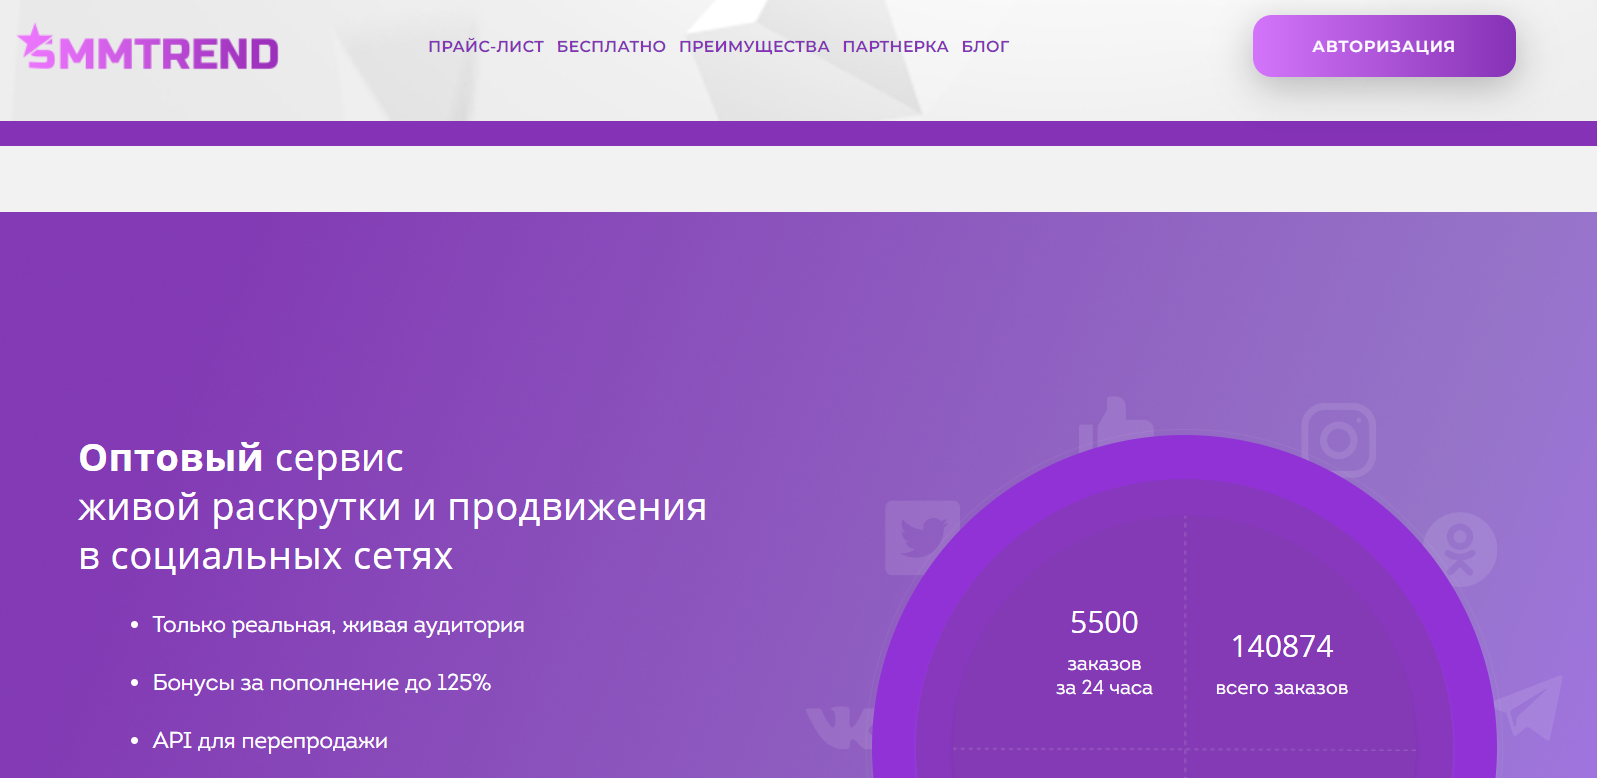 SMMTREND
ПРАЙС-ЛИСТ БЕСПЛАТНО ПРЕИМУЩЕСТВА ПАРТНЕРКА БЛОГ
АВТОРИЗАЦИЯ
Оптовый сервис
живой раскрутки и продвижения
в социальных сетях
• Только реальная, живая аудитория
• Бонусы за пополнение до 125%
• API для перепродажи
5500
заказов
за 24 часа
140874
всего заказов